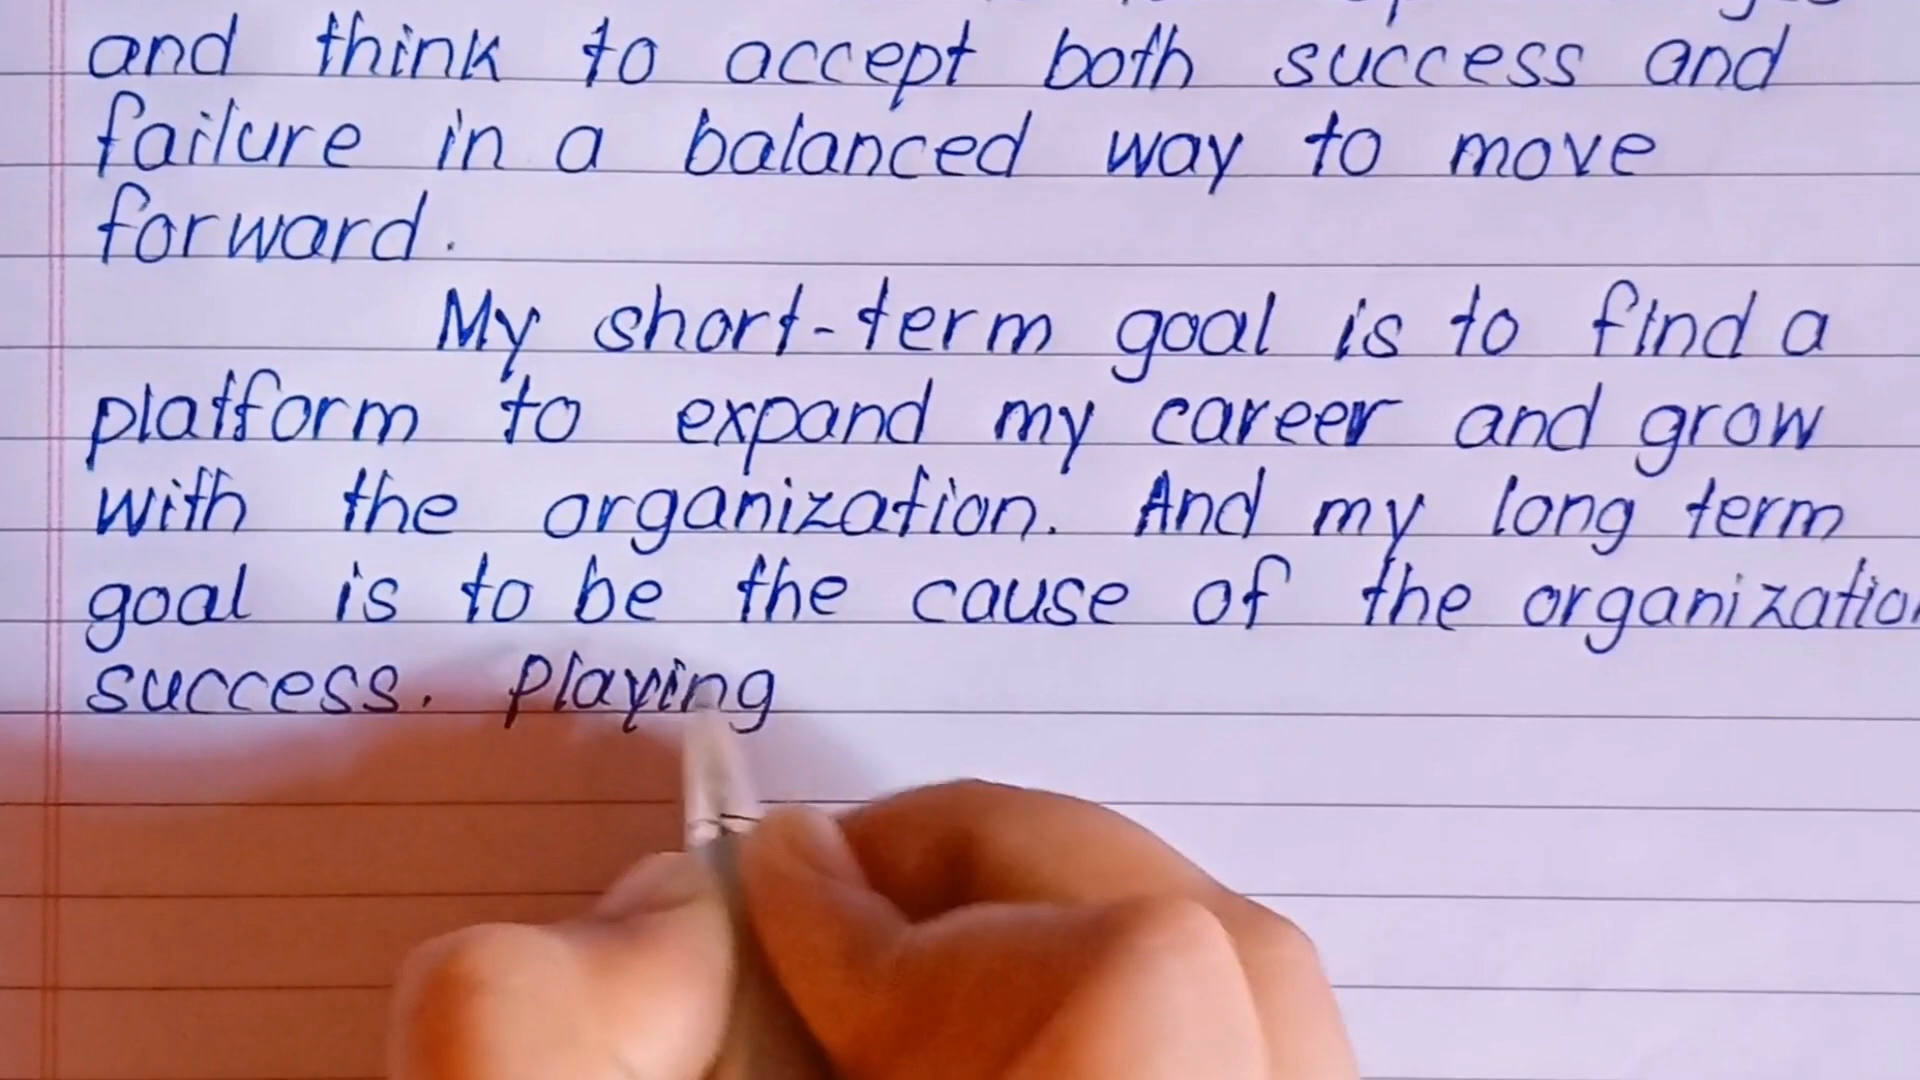 and think to accept both success and
failure in a balanced way to move
forward.
My short-term goal is to find a
platform to expand my career and grow
with the organization. And my long term
goal is to be the cause of the organization
success. Playing